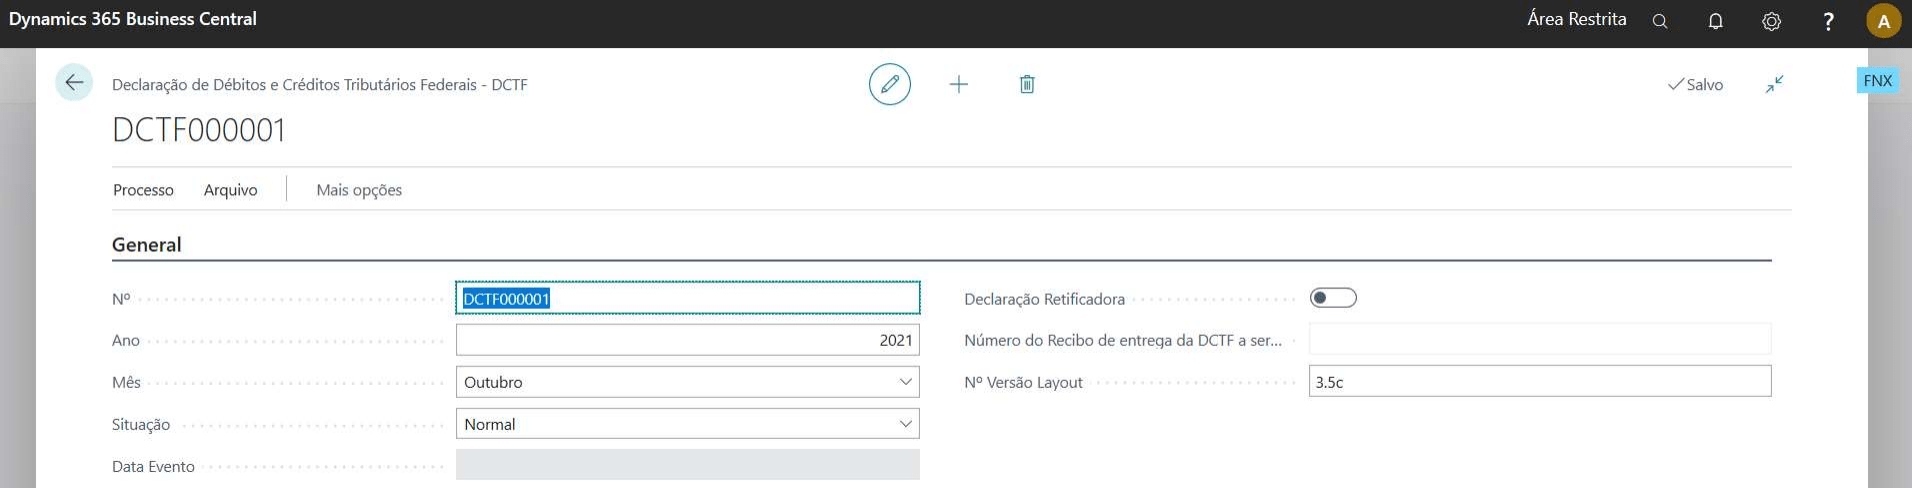 Dynamics 365 Business Central
Área Restrita
?
A
Declaração de Débitos e Créditos Tributários Federais - DCTF
Salvo
FNX
DCTF000001
Processo
Arquivo
Mais opções
General
Nº
DCTF000001
Ano
2021
Mês
Outubro
Situação
Normal
Data Evento
Declaração Retificadora
Número do Recibo de entrega da DCTF a ser...
Nº Versão Layout
3.5c